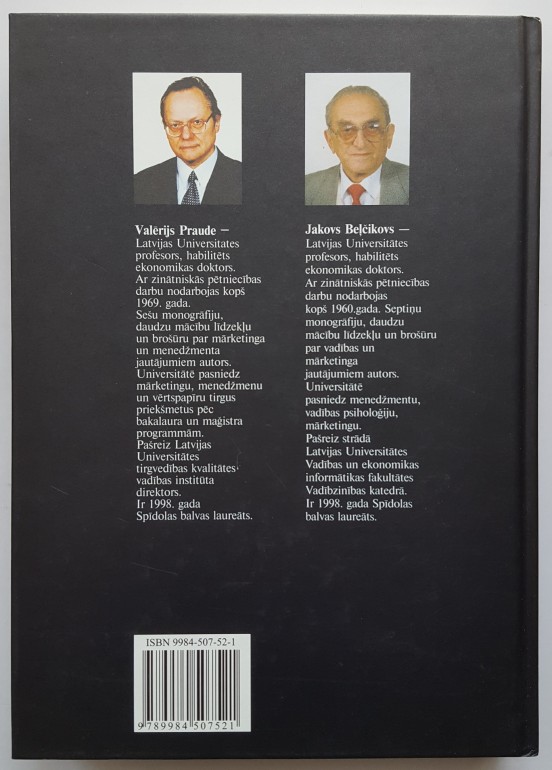 Valērijs Praude —
Latvijas Universitates
profesors, habilitēts
ekonomikas doktors.
Ar zinātniskās pētniecības
darbu nodarbojas kopš
1969. gada.
Sešu monogrāfiju,
daudzu mācību līdzekļu
un brošūru par mārketinga
un menedžmenta
jautājumiem autors.
Universitātē pasniedz
mārketingu, menedžmenu
un vērtspapīru tirgus
priekšmetus pēc
bakalaura un maģistra
programmām.
Pašreiz Latvijas
Universitātes
tirgvedības kvalitātes
vadības institūta
direktors.
Ir 1998. gada
Spīdolas balvas laureāts.
Jakovs Beļčikovs —
Latvijas Universitātes
profesors, habilitēts
ekonomikas doktors.
Ar zinātniskās pētniecības
darbu nodarbojas
kopš 1960.gada. Septiņu
monogrāfiju, daudzu
mācību līdzekļu un brošūru
par vadības un
mārketinga
jautājumiem autors.
Universitātē
pasniedz menedžmentu,
vadības psiholoģiju,
mārketingu.
Pašreiz strādā
Latvijas Universitātes
Vadības un ekonomikas
informātikas fakultātes
Vadībzinības katedrā.
Ir 1998. gada Spīdolas
balvas laureāts.
ISBN 9984-507-52-1
9 789984 507521